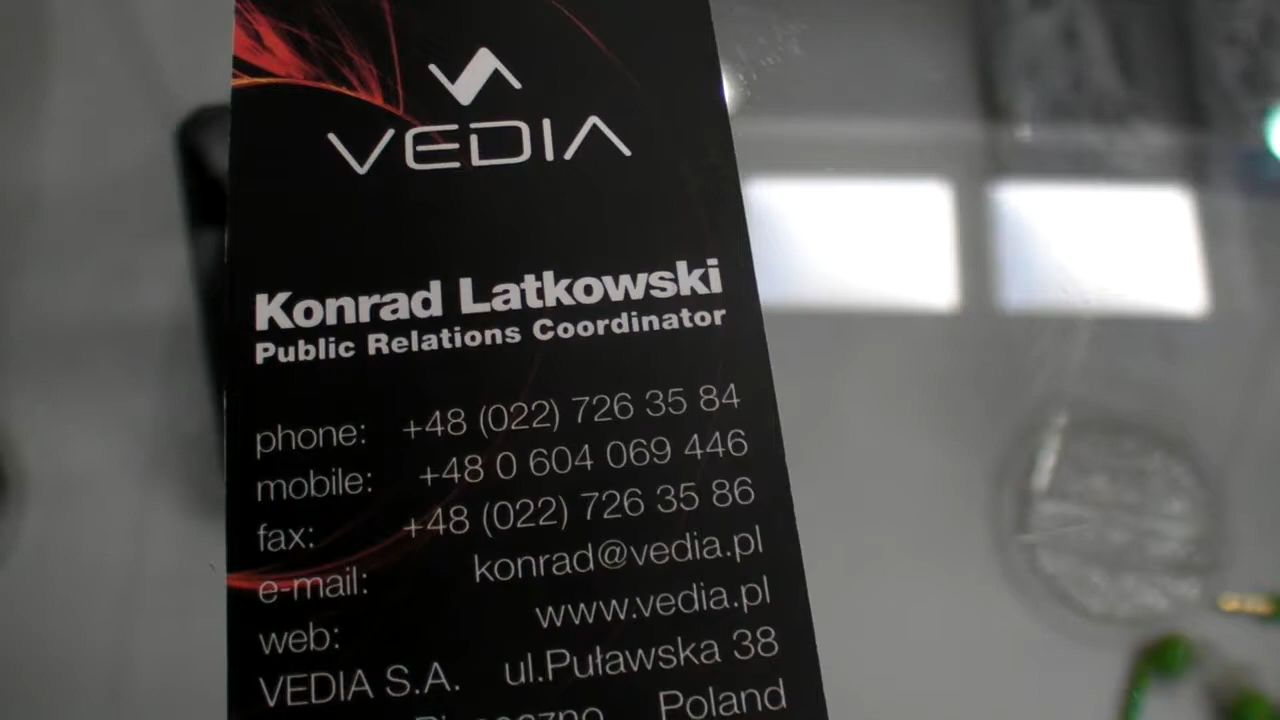 VEDIA
Konrad Latkowski
Public Relations Coordinator
phone: +48 (022) 726 35 84
mobile: +48 0 604 069 446
fax: +48 (022) 726 35 86
e-mail: konrad@vedia.pl
web: www.vedia.pl
VEDIA S.A. ul.Puławska 38
Poland